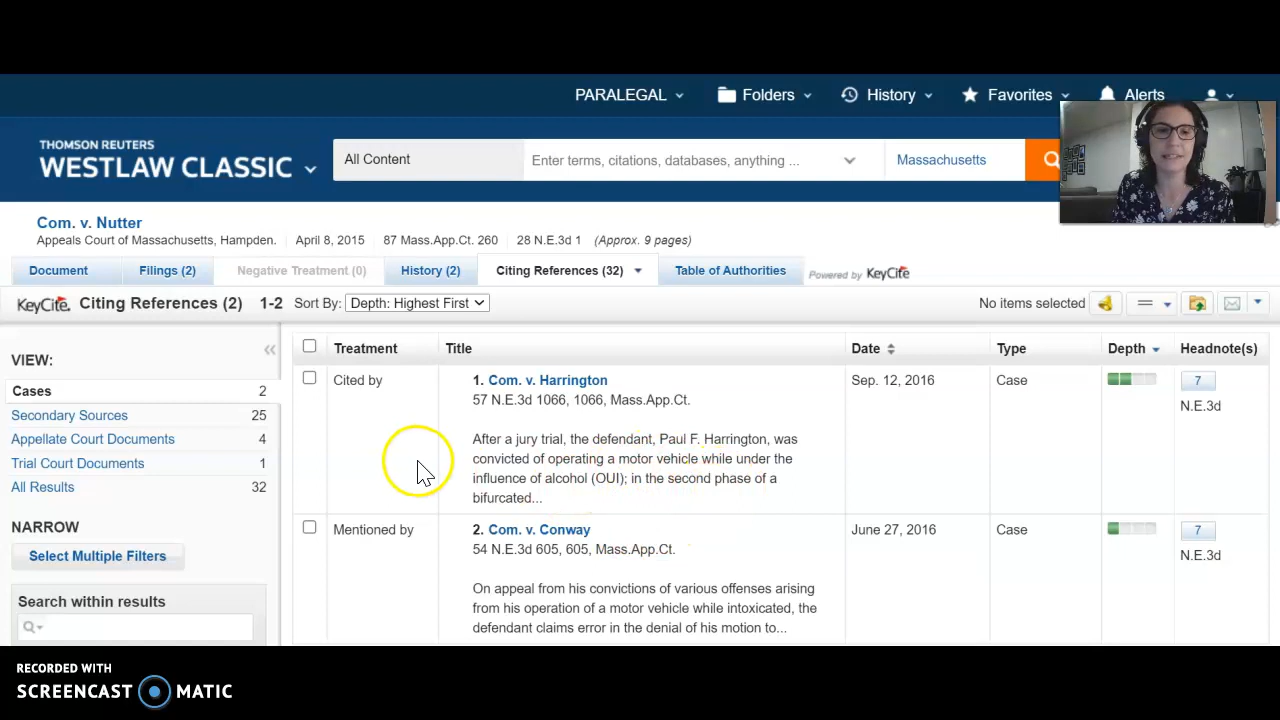 PARALEGAL Folders History Favorites Alerts
THOMSON REUTERS
WESTLAW CLASSIC
All Content
Enter terms, citations, databases, anything ...
Massachusetts
Com. v. Nutter
Appeals Court of Massachusetts, Hampden. April 8, 2015 87 Mass.App.Ct. 260 28 N.E.3d 1 (Approx. 9 pages)
Document Filings (2) Negative Treatment (0) History (2) Citing References (32) Table of Authorities Powered by KeyCite
KeyCite. Citing References (2) 1-2 Sort By: Depth: Highest First No items selected
VIEW:
Cases 2
Secondary Sources 25
Appellate Court Documents 4
Trial Court Documents 1
All Results 32
NARROW
Select Multiple Filters
Search within results
Treatment Title Date Type Depth Headnote(s)
Cited by 1. Com. v. Harrington Sep. 12, 2016 Case 7
57 N.E.3d 1066, 1066, Mass.App.Ct. N.E.3d
After a jury trial, the defendant, Paul F. Harrington, was
convicted of operating a motor vehicle while under the
influence of alcohol (OUI); in the second phase of a
bifurcated...
Mentioned by 2. Com. v. Conway June 27, 2016 Case 7
54 N.E.3d 605, 605, Mass.App.Ct. N.E.3d
On appeal from his convictions of various offenses arising
from his operation of a motor vehicle while intoxicated, the
defendant claims error in the denial of his motion to...
RECORDED WITH
SCREENCAST MATIC